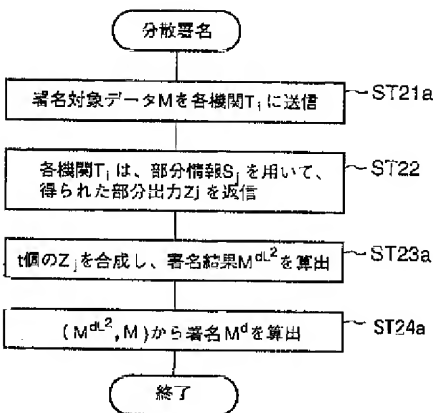 分散署名
署名対象データMを各機関Tjに送信
ST21a
各機関Tjは、部分情報Sjを用いて、
得られた部分出力Zjを返信
ST22
t個のZjを合成し、署名結果M^dL^2を算出
ST23a
(M^dL^2, M)から署名M^dを算出
ST24a
終了